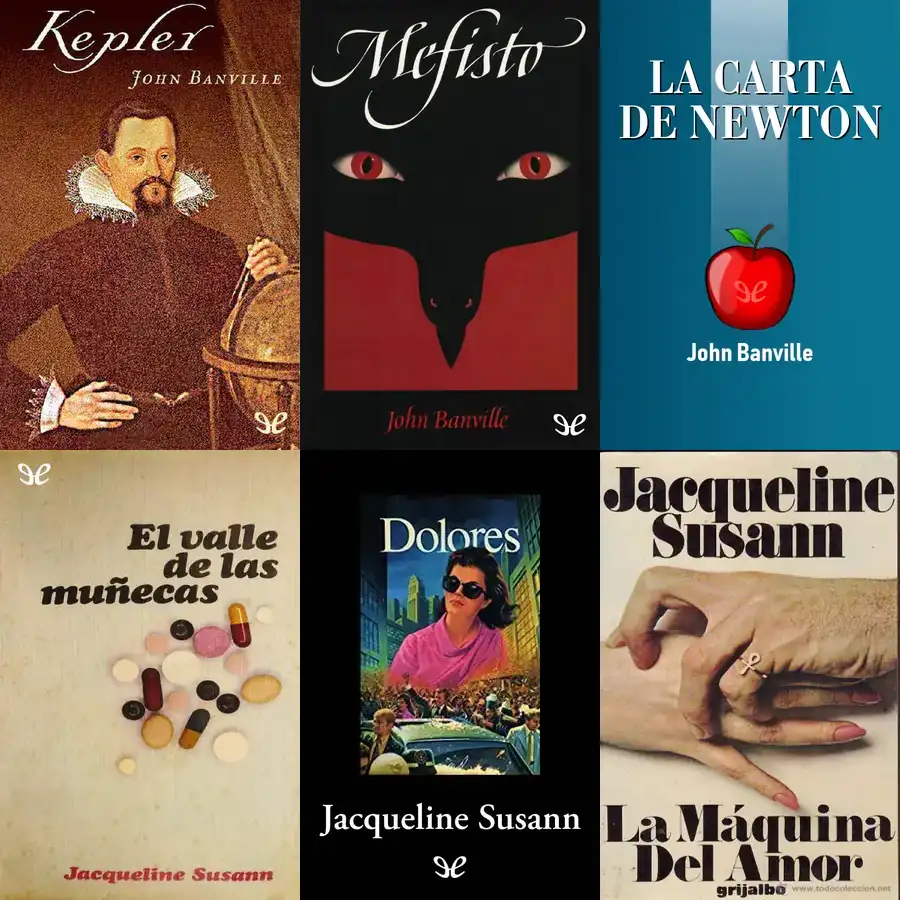 Kepler
JOHN BANVILLE
Mefisto
John Banville
LA CARTA
DE NEWTON
John Banville
El valle
de las
muñecas
Jacqueline Susann
Dolores
Jacqueline Susann
Jacqueline
Susann
La Máquina
Del Amor
grijalbo
www.todocoleccion.net